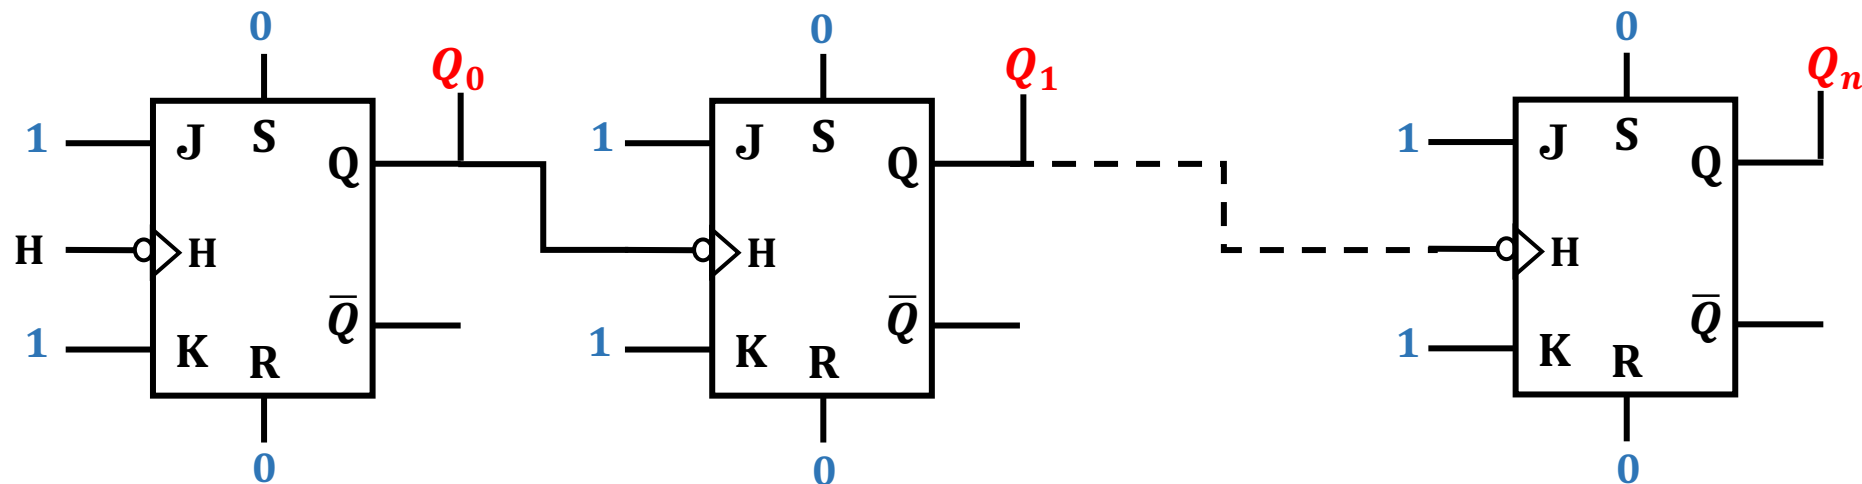 0 0 0
Q₀ Q₁ Qₙ
1 J S Q 1 J S Q 1 J S Q
H H H H
1 K R Q̅ 1 K R Q̅ 1 K R Q̅
0 0 0